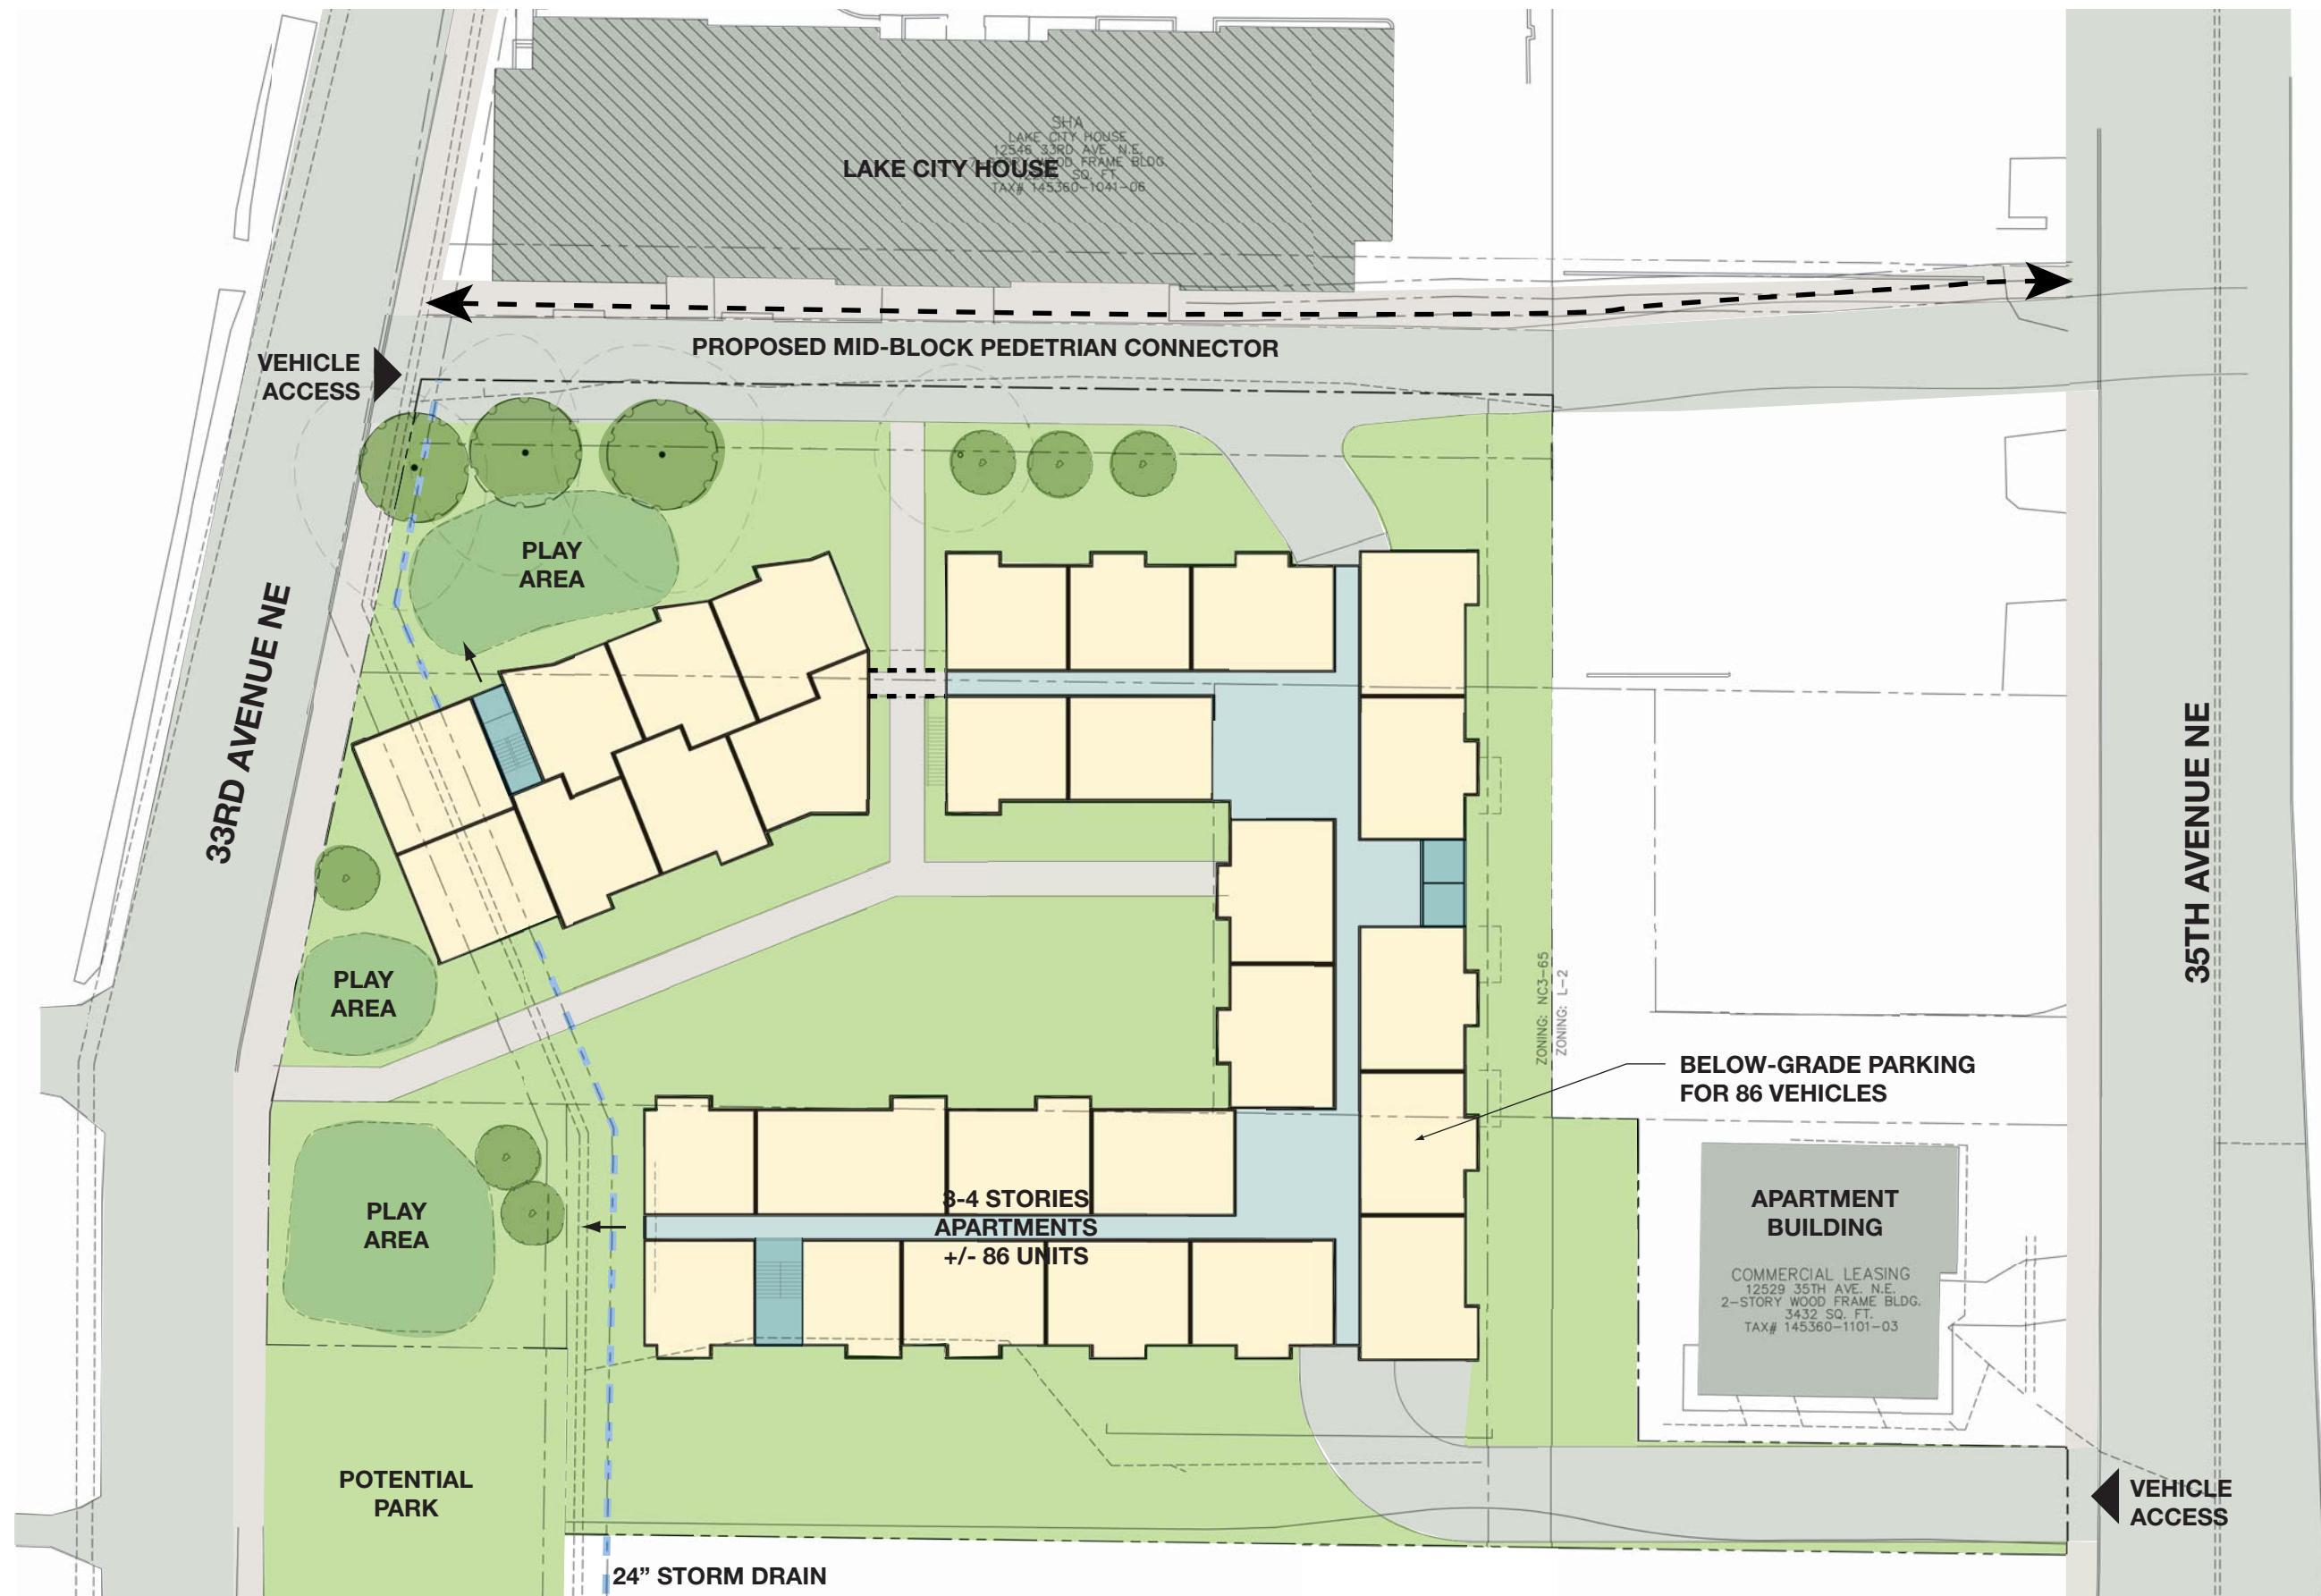 SHA
LAKE CITY HOUSE
12546 33RD AVE. N.E.
WOOD FRAME BLDG.
SQ. FT.
TAX# 145360-1041-06
LAKE CITY HOUSE
PROPOSED MID-BLOCK PEDETRIAN CONNECTOR
VEHICLE
ACCESS
PLAY
AREA
33RD AVENUE NE
35TH AVENUE NE
PLAY
AREA
ZONING: NC3-65
ZONING: L-2
BELOW-GRADE PARKING
FOR 86 VEHICLES
PLAY
AREA
3-4 STORIES
APARTMENTS
+/- 86 UNITS
APARTMENT
BUILDING
COMMERCIAL LEASING
12529 35TH AVE. N.E.
2-STORY WOOD FRAME BLDG.
3432 SQ. FT.
TAX# 145360-1101-03
POTENTIAL
PARK
VEHICLE
ACCESS
24” STORM DRAIN